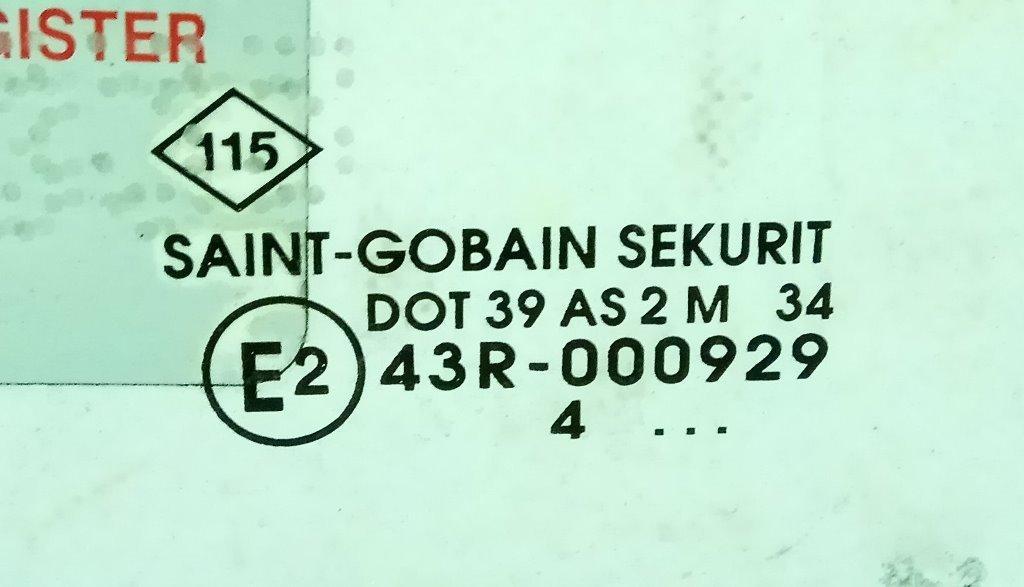 GISTER
115
SAINT-GOBAIN SEKURIT
DOT 39 AS 2 M 34
E2 43R-000929
4 ...